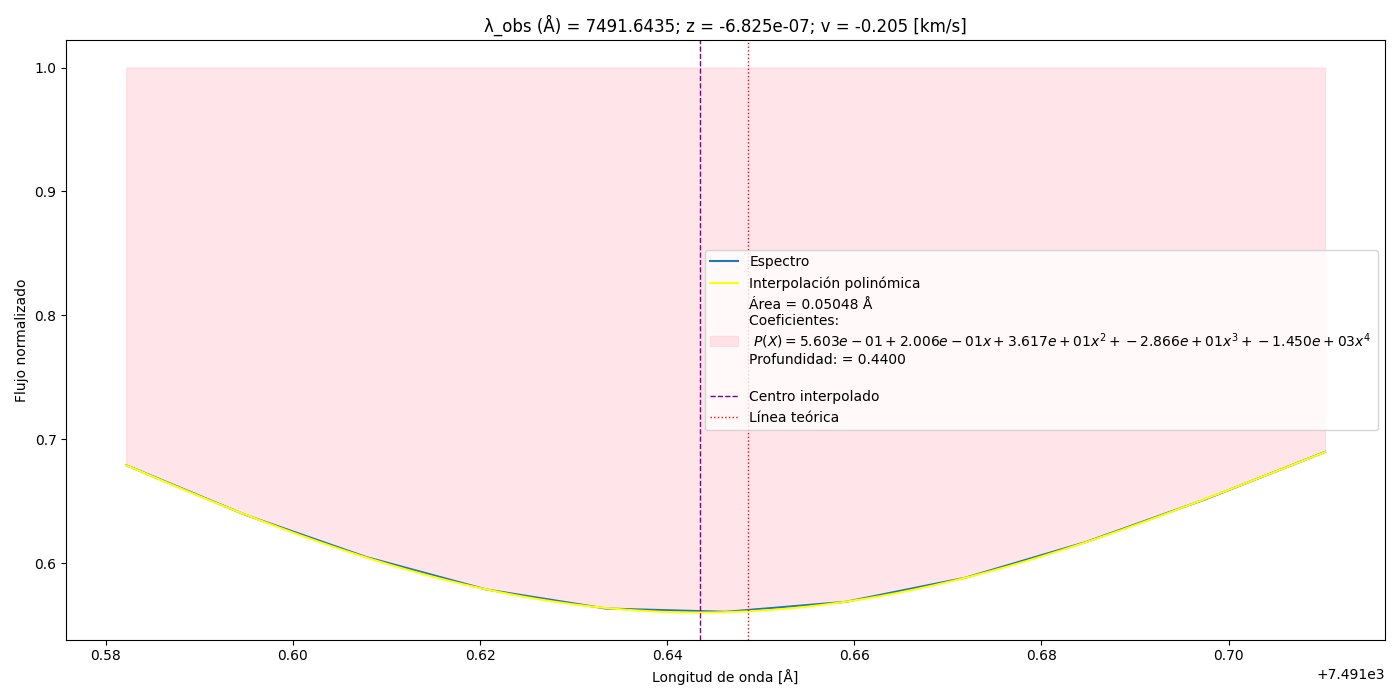 λ_obs (Å) = 7491.6435; z = -6.825e-07; v = -0.205 [km/s]
Flujo normalizado
1.0
0.9
0.8
0.7
0.6
Espectro
Interpolación polinómica
Área = 0.05048 Å
Coeficientes:
P(X) = 5.603e − 01 + 2.006e − 01x + 3.617e + 01x² + −2.866e + 01x³ + −1.450e + 03x⁴
Profundidad: = 0.4400
Centro interpolado
Línea teórica
0.58 0.60 0.62 0.64 0.66 0.68 0.70
Longitud de onda [Å]
+7.491e3